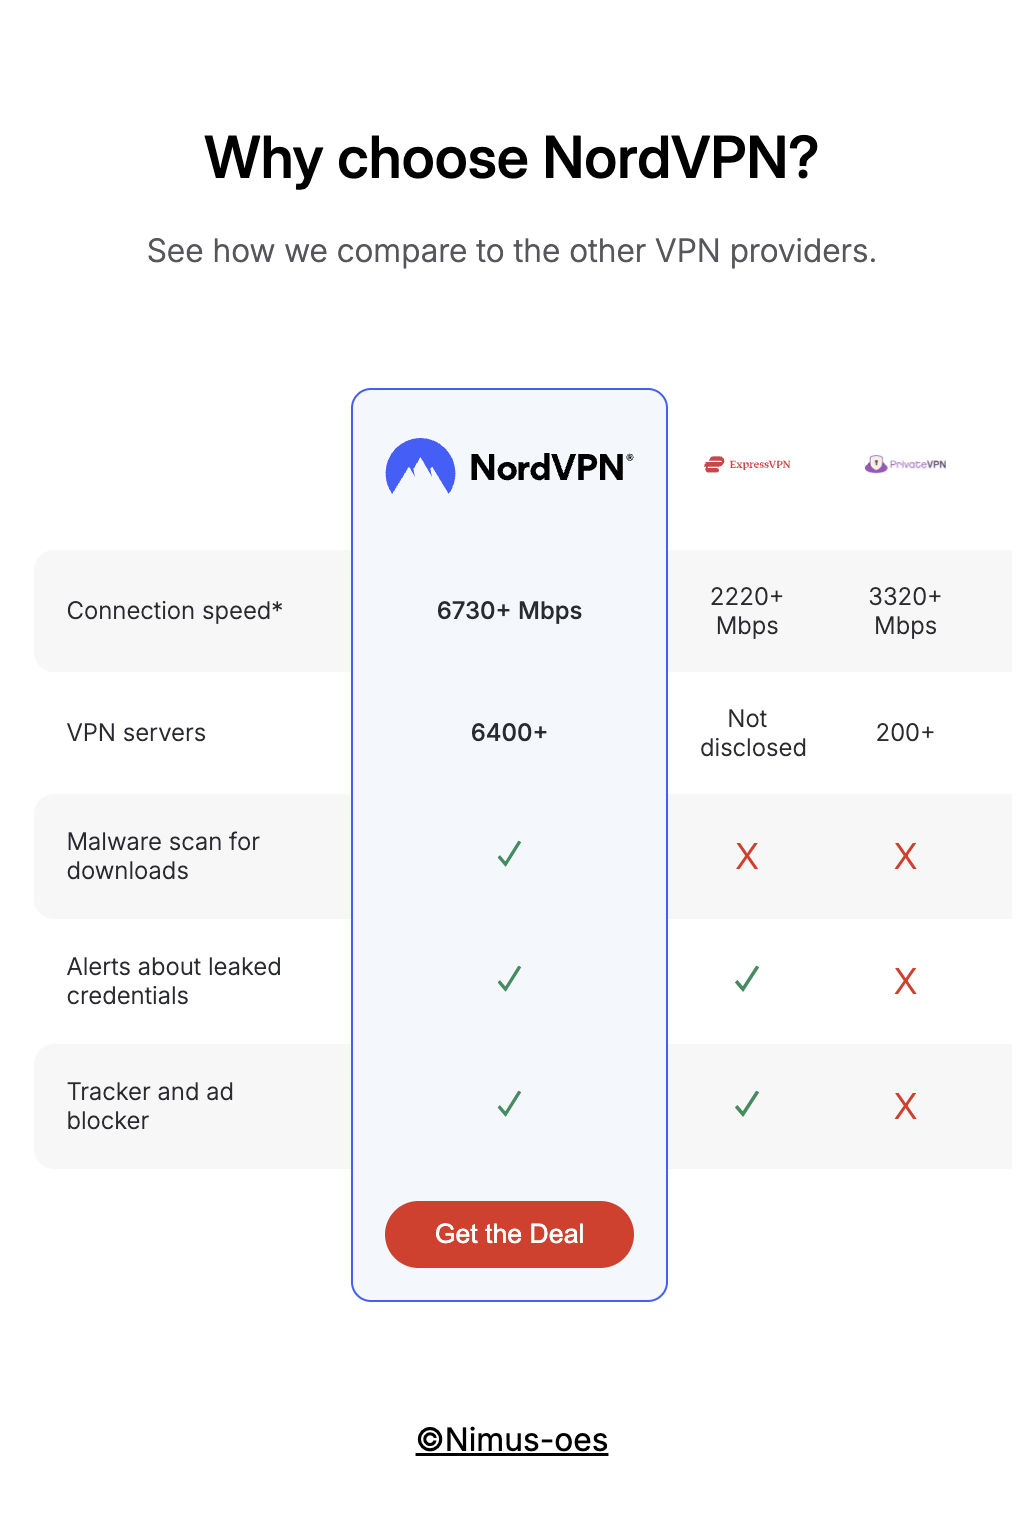 Why choose NordVPN?
See how we compare to the other VPN providers.
NordVPN®
ExpressVPN
PrivateVPN
Connection speed*
6730+ Mbps
2220+
Mbps
3320+
Mbps
VPN servers
6400+
Not
disclosed
200+
Malware scan for
downloads
✓
X
X
Alerts about leaked
credentials
✓
✓
X
Tracker and ad
blocker
✓
✓
X
Get the Deal
©Nimus-oes